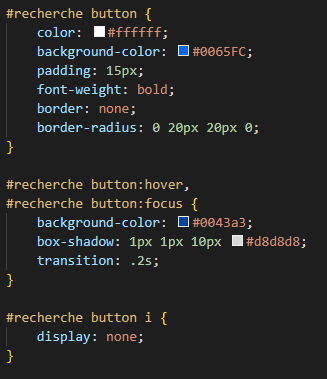 #recherche button {
color: #ffffff;
background-color: #0065FC;
padding: 15px;
font-weight: bold;
border: none;
border-radius: 0 20px 20px 0;
}
#recherche button:hover,
#recherche button:focus {
background-color: #0043a3;
box-shadow: 1px 1px 10px #d8d8d8;
transition: .2s;
}
#recherche button i {
display: none;
}